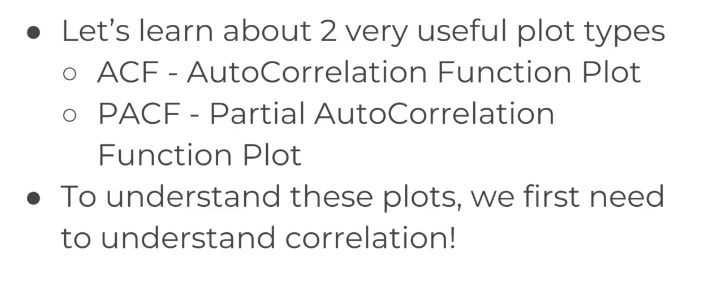 ● Let’s learn about 2 very useful plot types
○ ACF - AutoCorrelation Function Plot
○ PACF - Partial AutoCorrelation
Function Plot
● To understand these plots, we first need
to understand correlation!